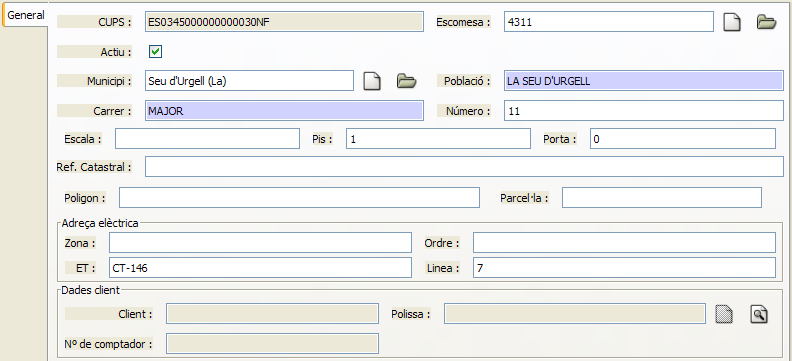 General
CUPS : ES0345000000000030NF Escomesa : 4311
Actiu :
Municipi : Seu d'Urgell (La) Població : LA SEU D'URGELL
Carrer : MAJOR Número : 11
Escala : Pis : 1 Porta : 0
Ref. Catastral :
Poligon : Parcel·la :
Adreça elèctrica
Zona : Ordre :
ET : CT-146 Linea : 7
Dades client
Client : Polissa :
Nº de comptador :